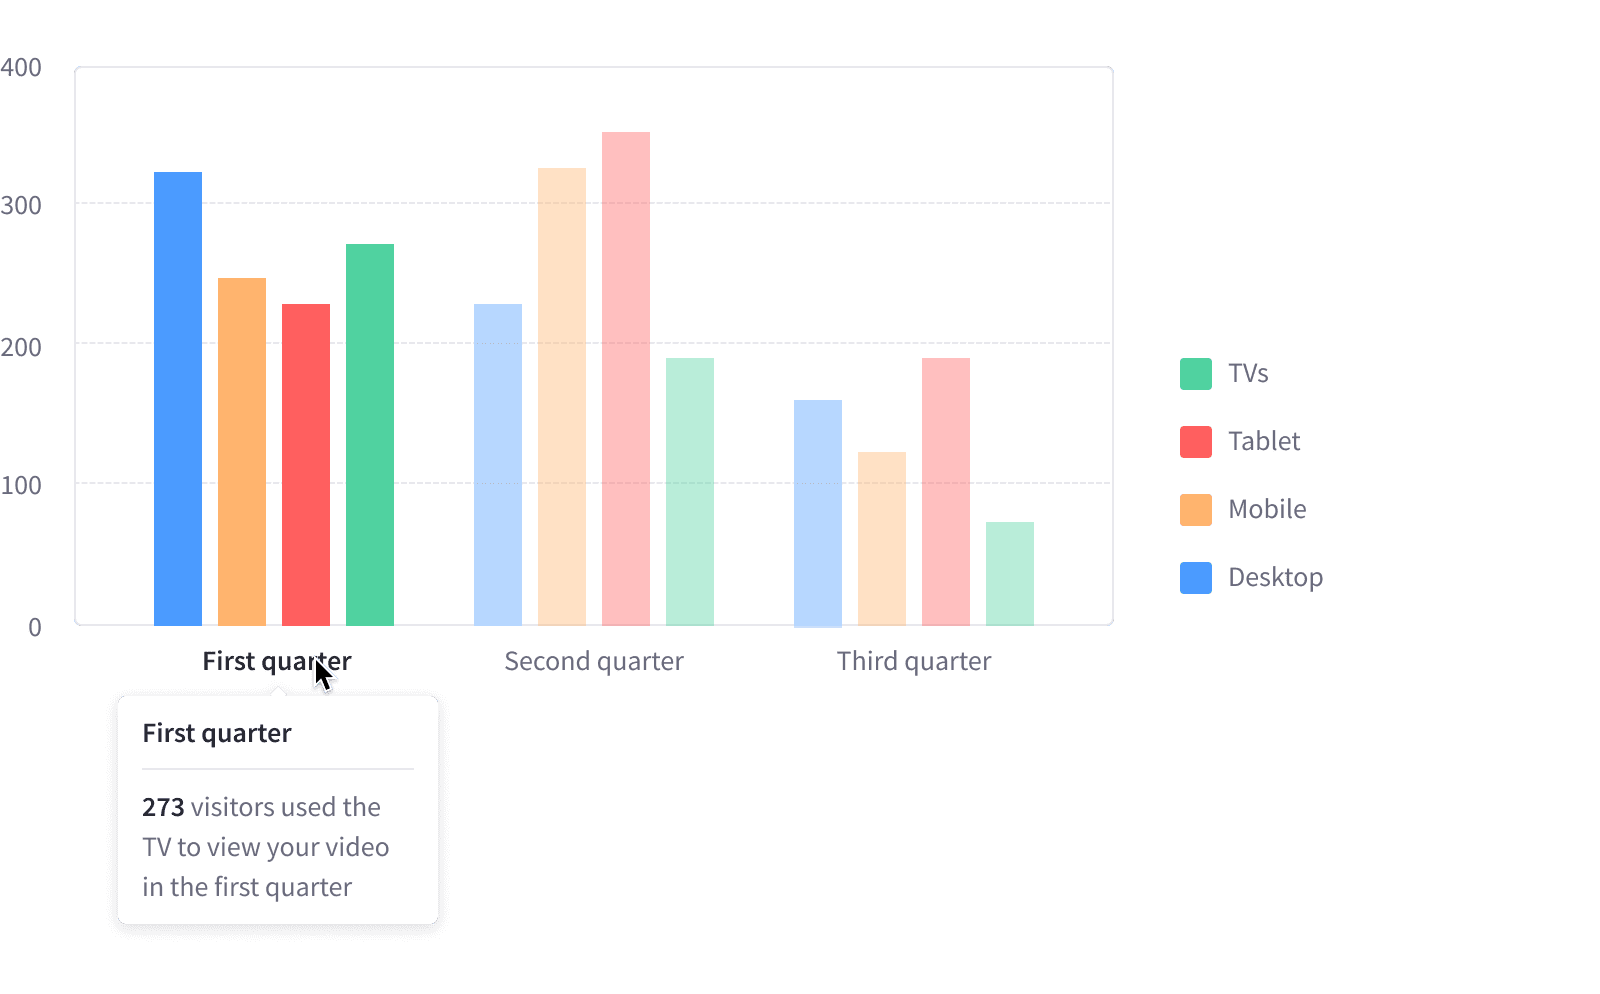 400
300
200
100
0
First quarter
Second quarter
Third quarter
TVs
Tablet
Mobile
Desktop
First quarter
273 visitors used the
TV to view your video
in the first quarter